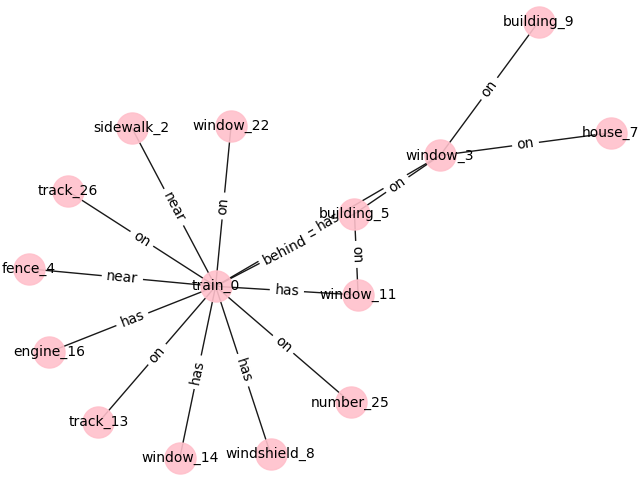 building_9
on
sidewalk_2
window_22
house_7
on
window_3
near
on
track_26
on
on
building_5
has
behind
on
fence_4
near
train_0
has
window_11
has
engine_16
on
on
has
has
number_25
track_13
window_14
windshield_8